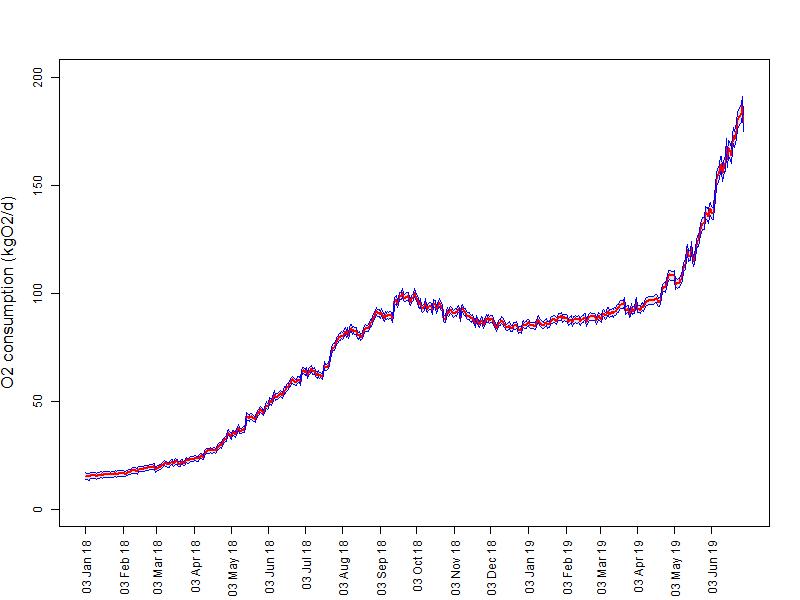 O2 consumption (kgO2/d)
200
150
100
50
0
03 Jan 18
03 Feb 18
03 Mar 18
03 Apr 18
03 May 18
03 Jun 18
03 Jul 18
03 Aug 18
03 Sep 18
03 Oct 18
03 Nov 18
03 Dec 18
03 Jan 19
03 Feb 19
03 Mar 19
03 Apr 19
03 May 19
03 Jun 19